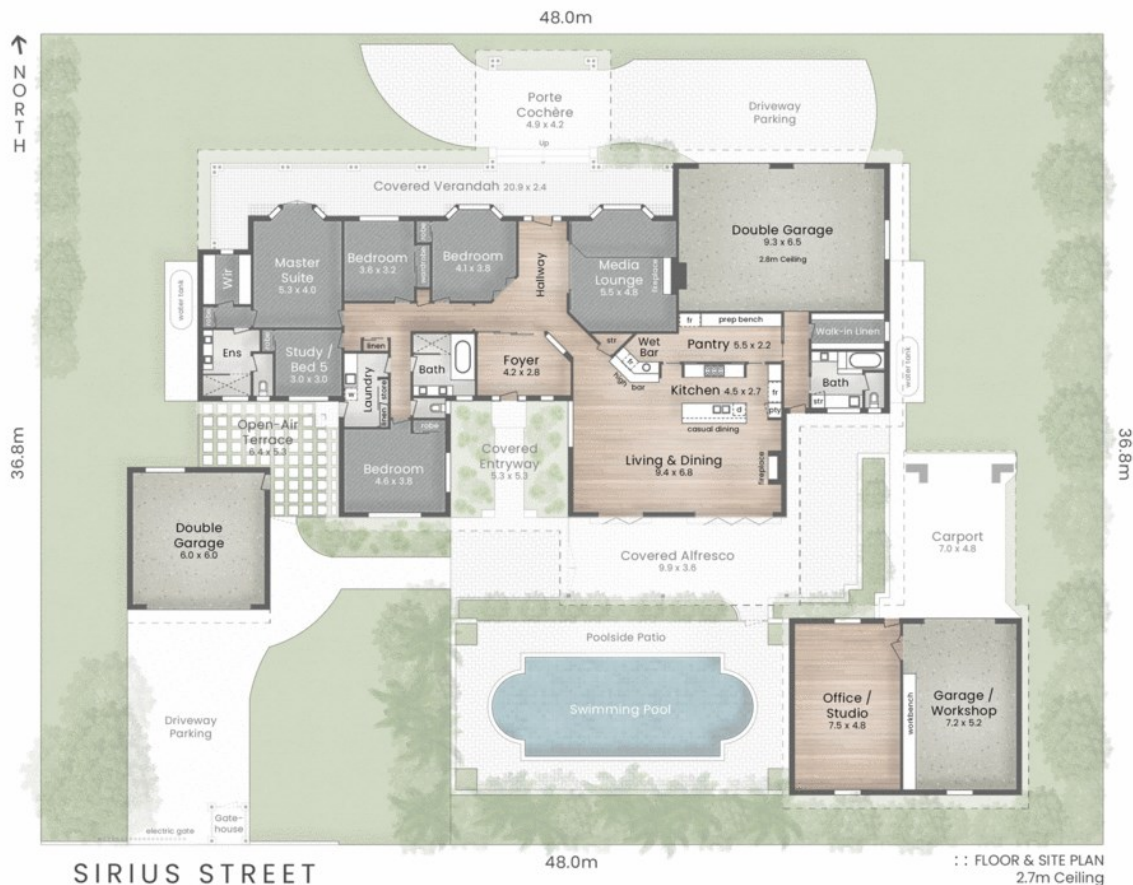 48.0m
NORTH
Porte
Cochère
4.9 x 4.2
Up
Driveway
Parking
Covered Verandah 20.9 x 2.4
Double Garage
9.3 x 6.5
2.8m Ceiling
water tank
Wir
robe
Master
Suite
5.3 x 4.0
Bedroom
3.6 x 3.2
robe
wardrobe
Bedroom
4.1 x 3.8
Hallway
Media
Lounge
5.5 x 4.8
fireplace
fr
prep bench
Walk-in Linen
water tank
Ens
robe
Study /
Bed 5
3.0 x 3.0
linen
Laundry
linen / store
Bath
Foyer
4.2 x 2.8
str
Wet
Bar
fr
high bar
Pantry 5.5 x 2.2
Kitchen 4.5 x 2.7
fr
pty
d
casual dining
Bath
str
Open-Air
Terrace
6.4 x 5.3
robe
Bedroom
4.6 x 3.8
Covered
Entryway
5.3 x 5.3
Living & Dining
9.4 x 6.8
fireplace
36.8m
36.8m
Double
Garage
6.0 x 6.0
Covered Alfresco
9.9 x 3.6
Carport
7.0 x 4.8
Poolside Patio
Swimming Pool
Office /
Studio
7.5 x 4.8
workbench
Garage /
Workshop
7.2 x 5.2
Driveway
Parking
electric gate
Gate-
house
48.0m
SIRIUS STREET
:: FLOOR & SITE PLAN
2.7m Ceiling